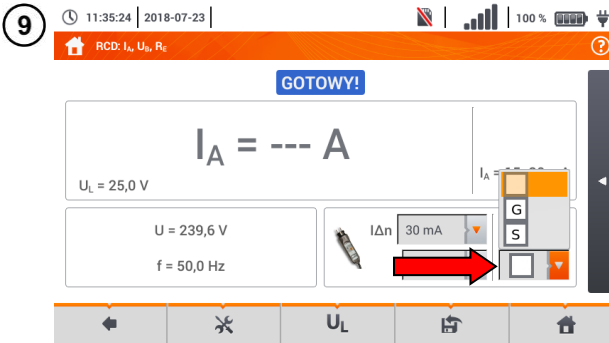 9
11:35:24 2018-07-23 100 %
RCD: IA, UB, RE
?
GOTOWY!
IA = --- A
UL = 25,0 V
IA =
U = 239,6 V
f = 50,0 Hz
IΔn 30 mA
G
S
UL